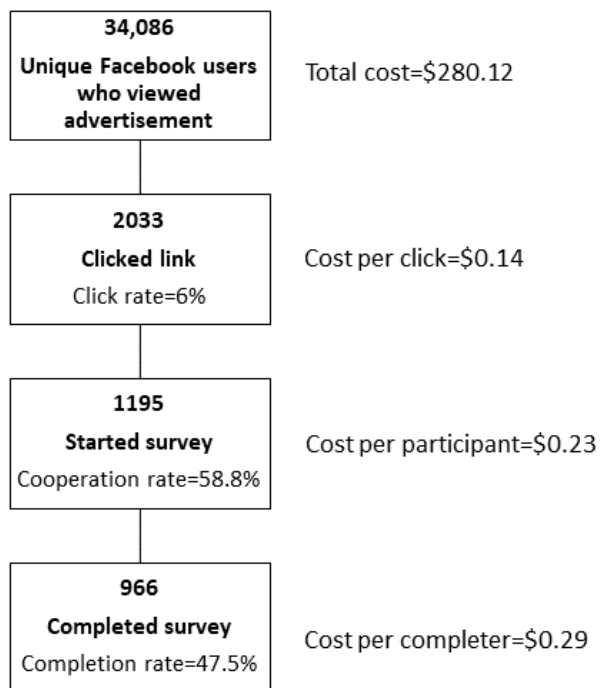 34,086
Unique Facebook users
who viewed
advertisement
Total cost=$280.12
2033
Clicked link
Click rate=6%
Cost per click=$0.14
1195
Started survey
Cooperation rate=58.8%
Cost per participant=$0.23
966
Completed survey
Completion rate=47.5%
Cost per completer=$0.29